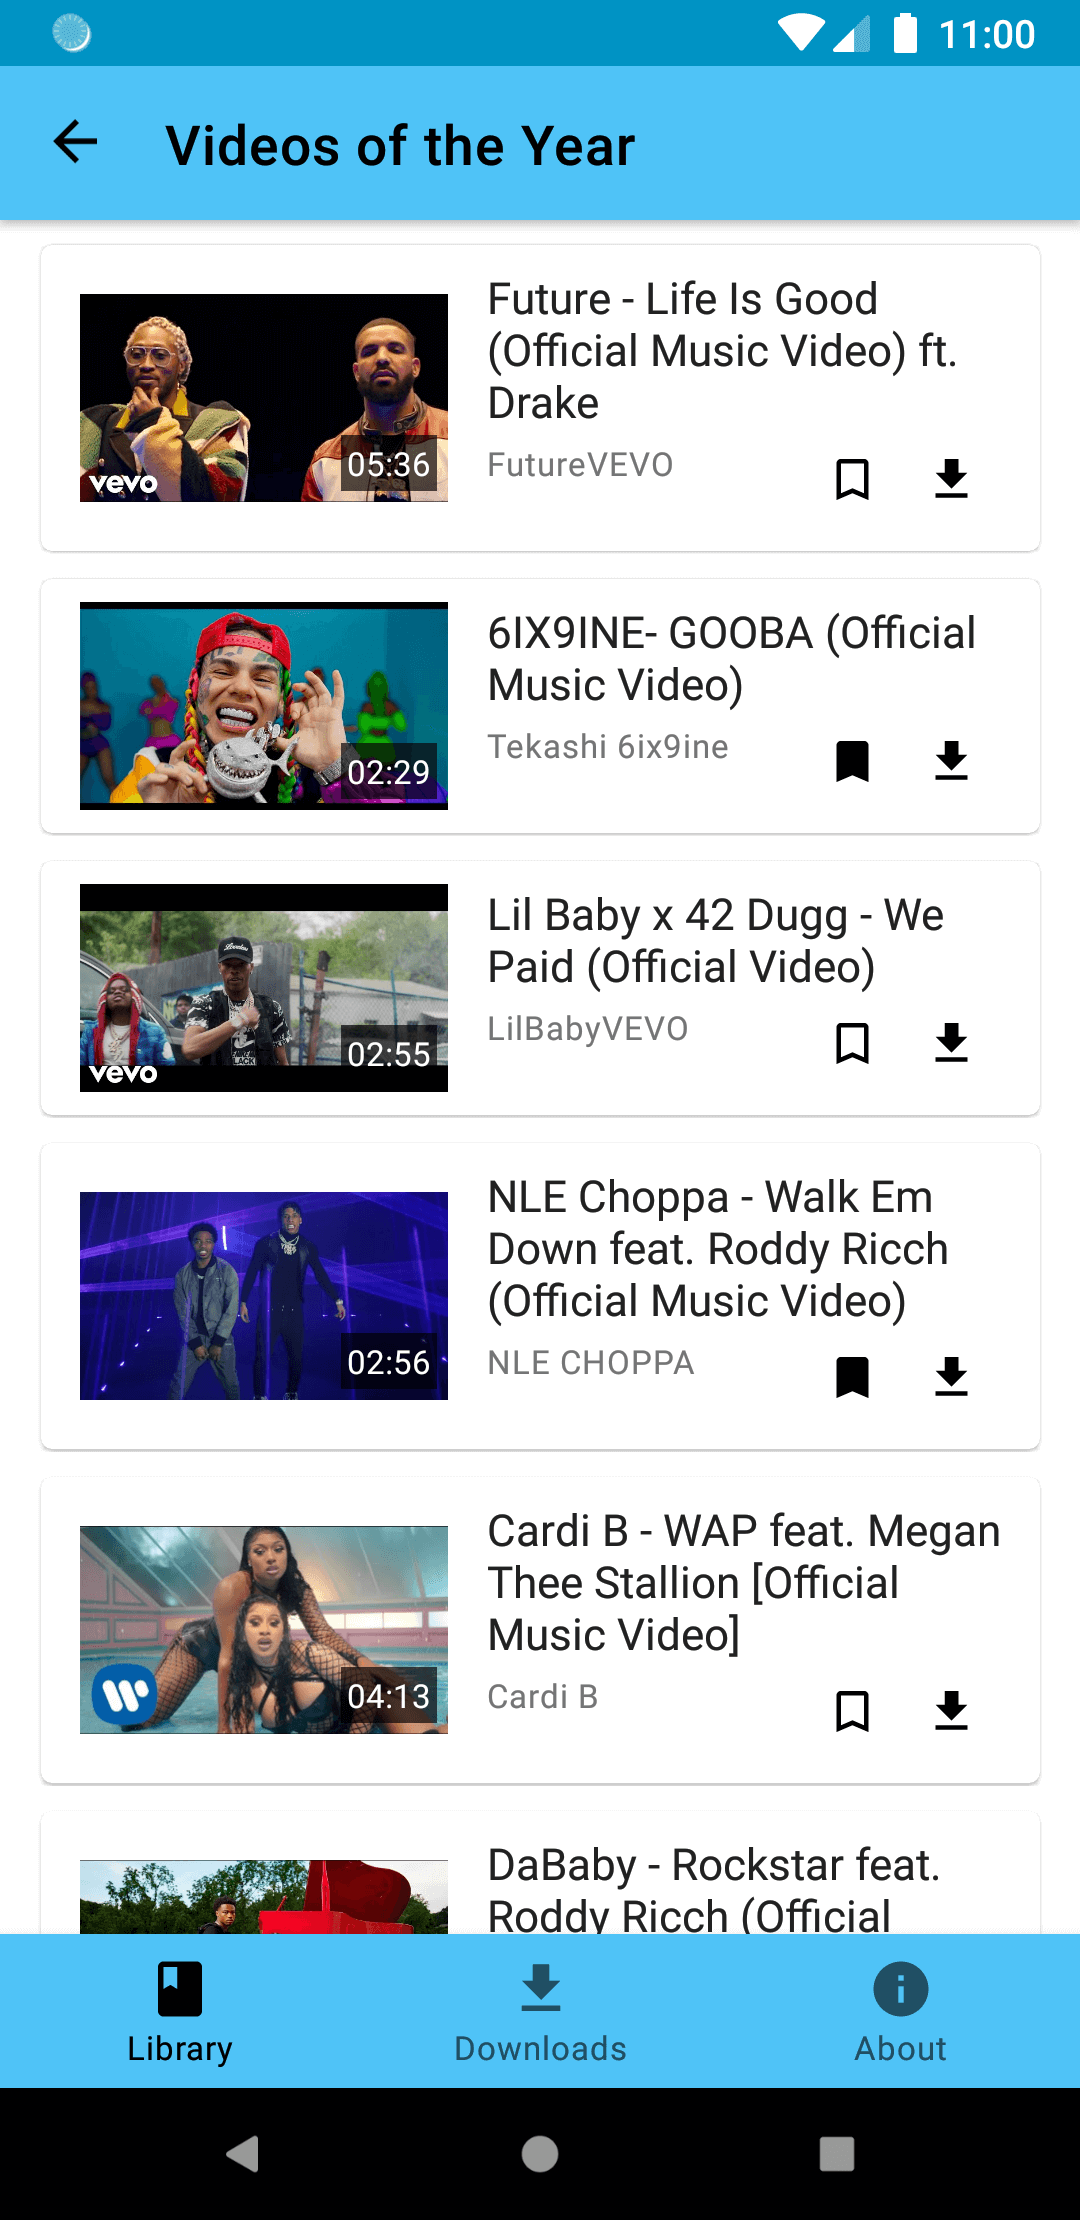 11:00
Videos of the Year
Future - Life Is Good
(Official Music Video) ft.
Drake
FutureVEVO
vevo
05:36
6IX9INE- GOOBA (Official
Music Video)
Tekashi 6ix9ine
02:29
Lil Baby x 42 Dugg - We
Paid (Official Video)
LilBabyVEVO
vevo
02:55
NLE Choppa - Walk Em
Down feat. Roddy Ricch
(Official Music Video)
NLE CHOPPA
02:56
Cardi B - WAP feat. Megan
Thee Stallion [Official
Music Video]
Cardi B
04:13
DaBaby - Rockstar feat.
Roddy Ricch (Official
Library
Downloads
About